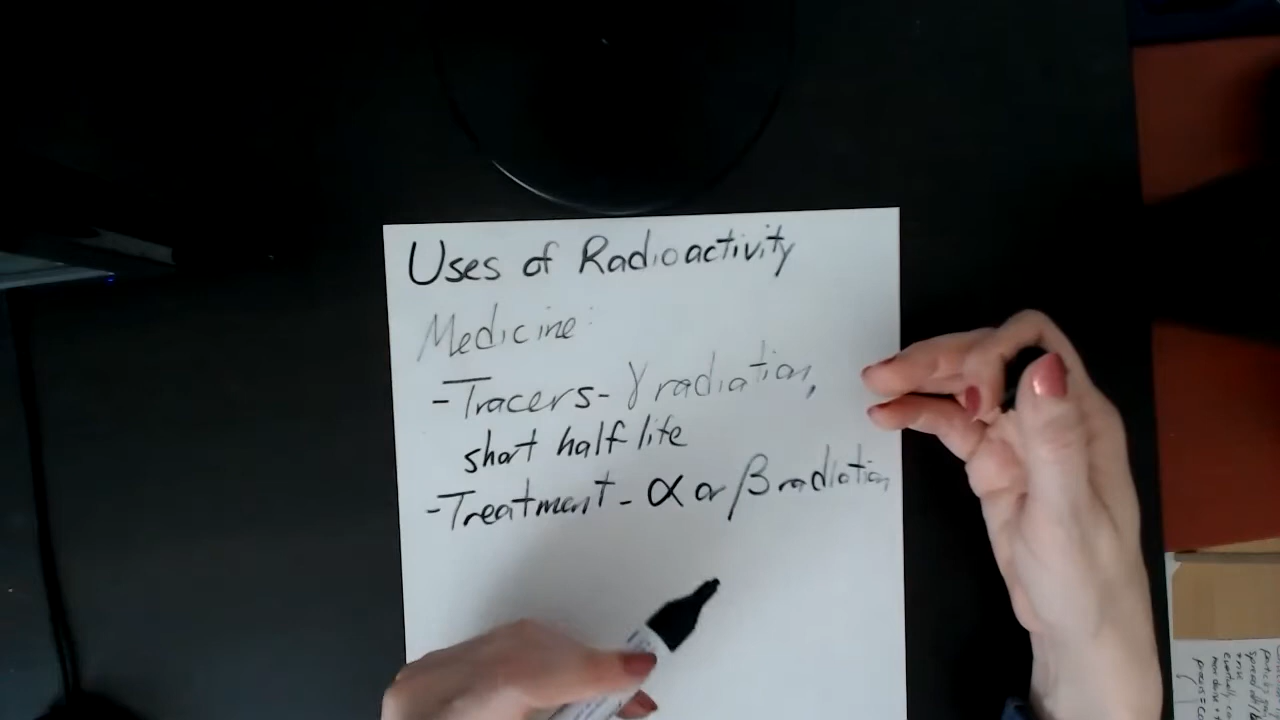 Uses of Radioactivity
Medicine:
-Tracers- γ radiation,
short half life
-Treatment- α or β radiation